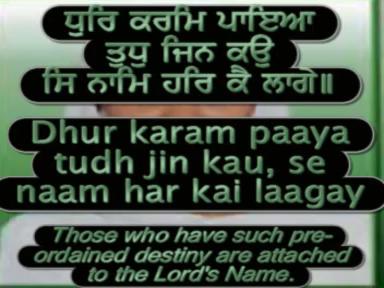 ਧੁਰਿ ਕਰਮਿ ਪਾਇਆ
ਤੁਧੁ ਜਿਨ ਕਉ
ਸਿ ਨਾਮਿ ਹਰਿ ਕੈ ਲਾਗੇ॥
Dhur karam paaya
tudh jin kau, se
naam har kai laagay
Those who have such pre-
ordained destiny are attached
to the Lord's Name.